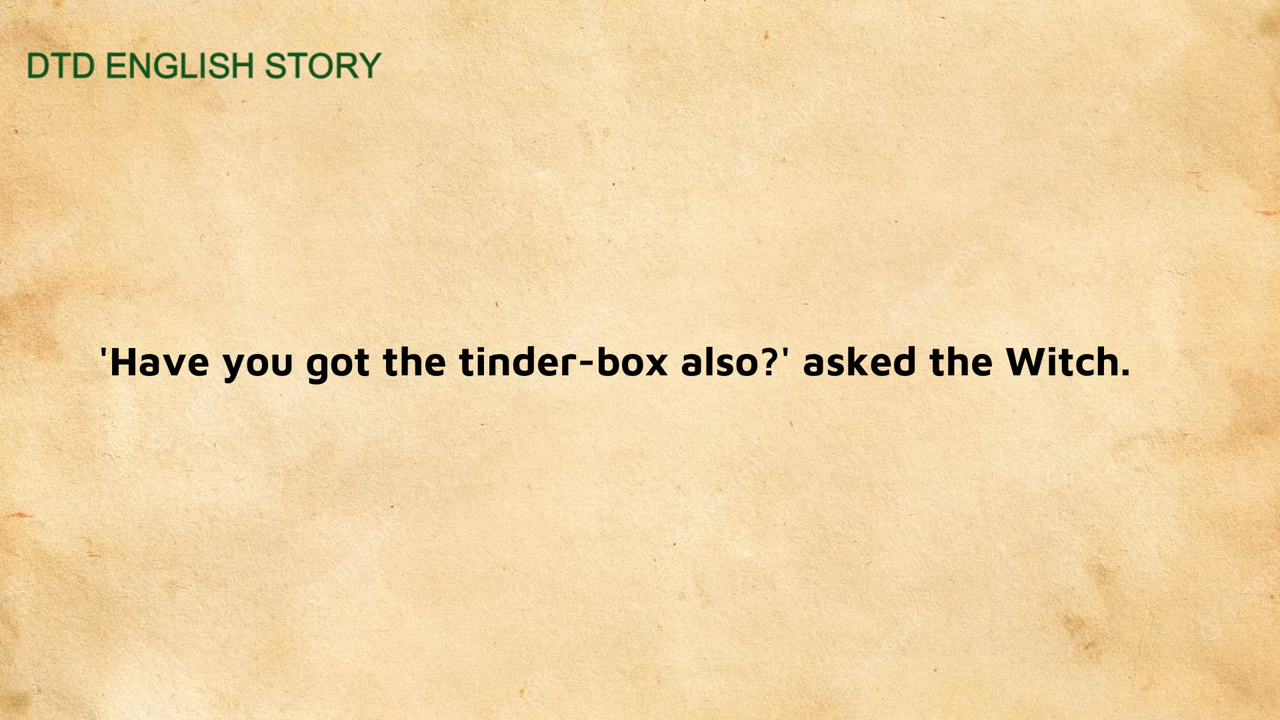 DTD ENGLISH STORY
'Have you got the tinder-box also?' asked the Witch.